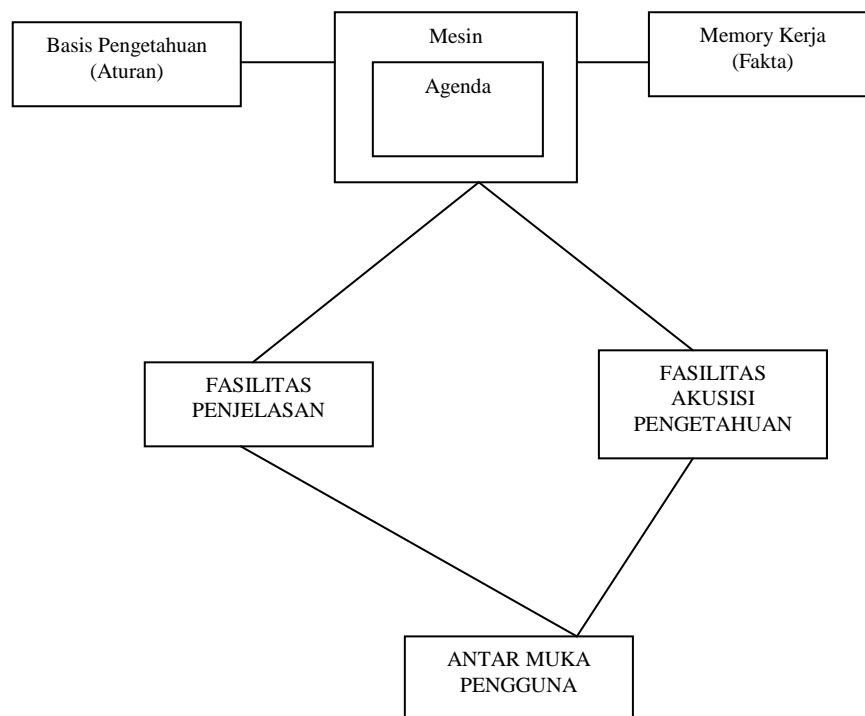 Basis Pengetahuan
(Aturan)
Mesin
Agenda
Memory Kerja
(Fakta)
FASILITAS
PENJELASAN
FASILITAS
AKUSISI
PENGETAHUAN
ANTAR MUKA
PENGGUNA